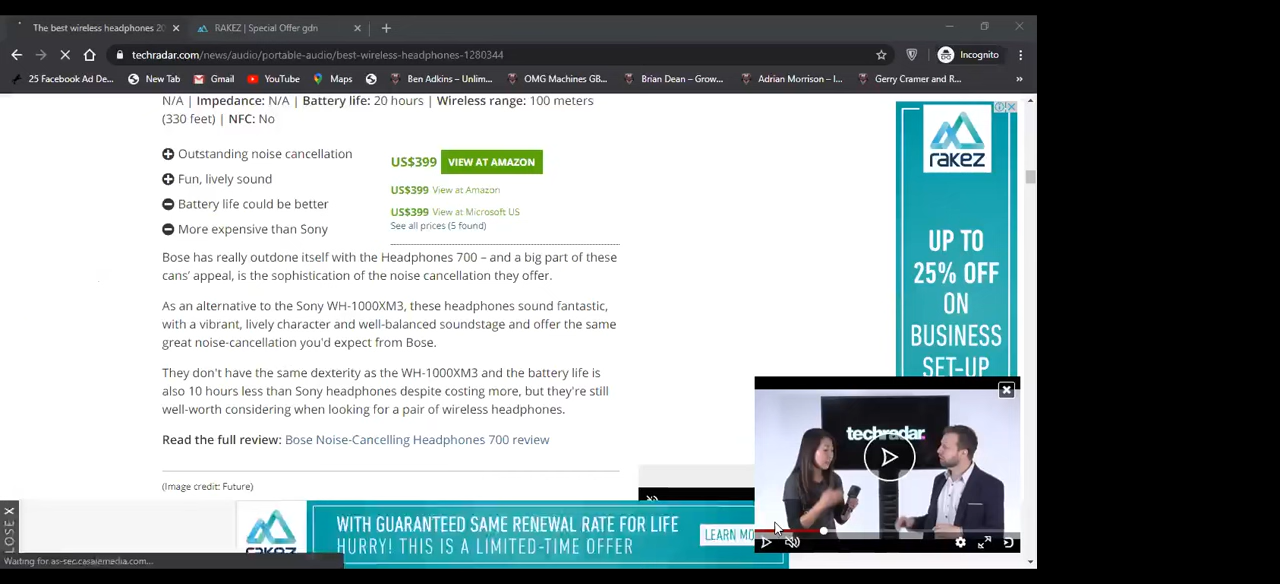 The best wireless headphones 20
RAKEZ | Special Offer gdn
techradar.com/news/audio/portable-audio/best-wireless-headphones-1280344
Incognito
25 Facebook Ad De...
New Tab
Gmail
YouTube
Maps
Ben Adkins – Unlim...
OMG Machines GB...
Brian Dean – Grow...
Adrian Morrison – I...
Gerry Cramer and R...
»
N/A | Impedance: N/A | Battery life: 20 hours | Wireless range: 100 meters
(330 feet) | NFC: No
Outstanding noise cancellation
Fun, lively sound
Battery life could be better
More expensive than Sony
US$399 VIEW AT AMAZON
US$399 View at Amazon
US$399 View at Microsoft US
See all prices (5 found)
Bose has really outdone itself with the Headphones 700 – and a big part of these
cans' appeal, is the sophistication of the noise cancellation they offer.
As an alternative to the Sony WH-1000XM3, these headphones sound fantastic,
with a vibrant, lively character and well-balanced soundstage and offer the same
great noise-cancellation you'd expect from Bose.
They don't have the same dexterity as the WH-1000XM3 and the battery life is
also 10 hours less than Sony headphones despite costing more, but they're still
well-worth considering when looking for a pair of wireless headphones.
Read the full review: Bose Noise-Cancelling Headphones 700 review
(Image credit: Future)
rakez
UP TO
25% OFF
ON
BUSINESS
SET-UP
techradar.
CLOSE X
rakez
WITH GUARANTEED SAME RENEWAL RATE FOR LIFE
HURRY! THIS IS A LIMITED-TIME OFFER
LEARN MO
Waiting for as-sec.casalemedia.com...